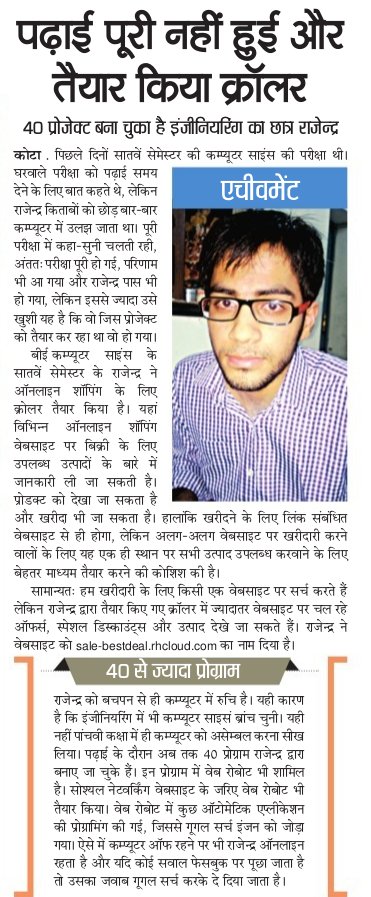 पढ़ाई पूरी नहीं हुई और
तैयार किया क्रॉलर
40 प्रोजेक्ट बना चुका है इंजीनियरिंग का छात्र राजेन्द्र
कोटा . पिछले दिनों सातवें सेमेस्टर की कम्प्यूटर साइंस की परीक्षा थी।
घरवाले परीक्षा को पढ़ाई समय
देने के लिए बात कहते थे, लेकिन
राजेन्द्र किताबों को छोड़ बार-बार
कम्प्यूटर में उलझ जाता था। पूरी
परीक्षा में कहा-सुनी चलती रही,
अंततः परीक्षा पूरी हो गई, परिणाम
भी आ गया और राजेन्द्र पास भी
हो गया, लेकिन इससे ज्यादा उसे
खुशी यह है कि वो जिस प्रोजेक्ट
को तैयार कर रहा था वो हो गया।
बीई कम्प्यूटर साइंस के
सातवें सेमेस्टर के राजेन्द्र ने
ऑनलाइन शॉपिंग के लिए
क्रोलर तैयार किया है। यहां
विभिन्न ऑनलाइन शॉपिंग
वेबसाइट पर बिक्री के लिए
उपलब्ध उत्पादों के बारे में
जानकारी ली जा सकती है।
प्रोडक्ट को देखा जा सकता है
और खरीदा भी जा सकता है। हालांकि खरीदने के लिए लिंक संबंधित
वेबसाइट से ही होगा, लेकिन अलग-अलग वेबसाइट पर खरीदारी करने
वालों के लिए यह एक ही स्थान पर सभी उत्पाद उपलब्ध करवाने के लिए
बेहतर माध्यम तैयार करने की कोशिश की है।
सामान्यतः हम खरीदारी के लिए किसी एक वेबसाइट पर सर्च करते हैं
लेकिन राजेन्द्र द्वारा तैयार किए गए क्रॉलर में ज्यादातर वेबसाइट पर चल रहे
ऑफर्स, स्पेशल डिस्काउंट्स और उत्पाद देखे जा सकते हैं। राजेन्द्र ने
वेबसाइट को sale-bestdeal.rhcloud.com का नाम दिया है।
एचीवमेंट
40 से ज्यादा प्रोग्राम
राजेन्द्र को बचपन से ही कम्प्यूटर में रुचि है। यही कारण
है कि इंजीनियरिंग में भी कम्प्यूटर साइसं ब्रांच चुनी। यही
नहीं पांचवी कक्षा में ही कम्प्यूटर को असेम्बल करना सीख
लिया। पढ़ाई के दौरान अब तक 40 प्रोग्राम राजेन्द्र द्वारा
बनाए जा चुके हैं। इन प्रोग्राम में वेब रोबोट भी शामिल
है। सोश्यल नेटवर्किंग वेबसाइट के जरिए वेब रोबोट भी
तैयार किया। वेब रोबोट में कुछ ऑटोमेटिक एप्लीकेशन
की प्रोग्रामिंग की गई, जिससे गूगल सर्च इंजन को जोड़ा
गया। ऐसे में कम्प्यूटर ऑफ रहने पर भी राजेन्द्र ऑनलाइन
रहता है और यदि कोई सवाल फेसबुक पर पूछा जाता है
तो उसका जवाब गूगल सर्च करके दे दिया जाता है।